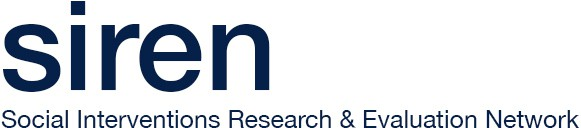 siren
Social Interventions Research & Evaluation Network